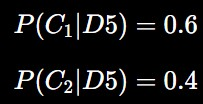 P(C₁|D5) = 0.6
P(C₂|D5) = 0.4